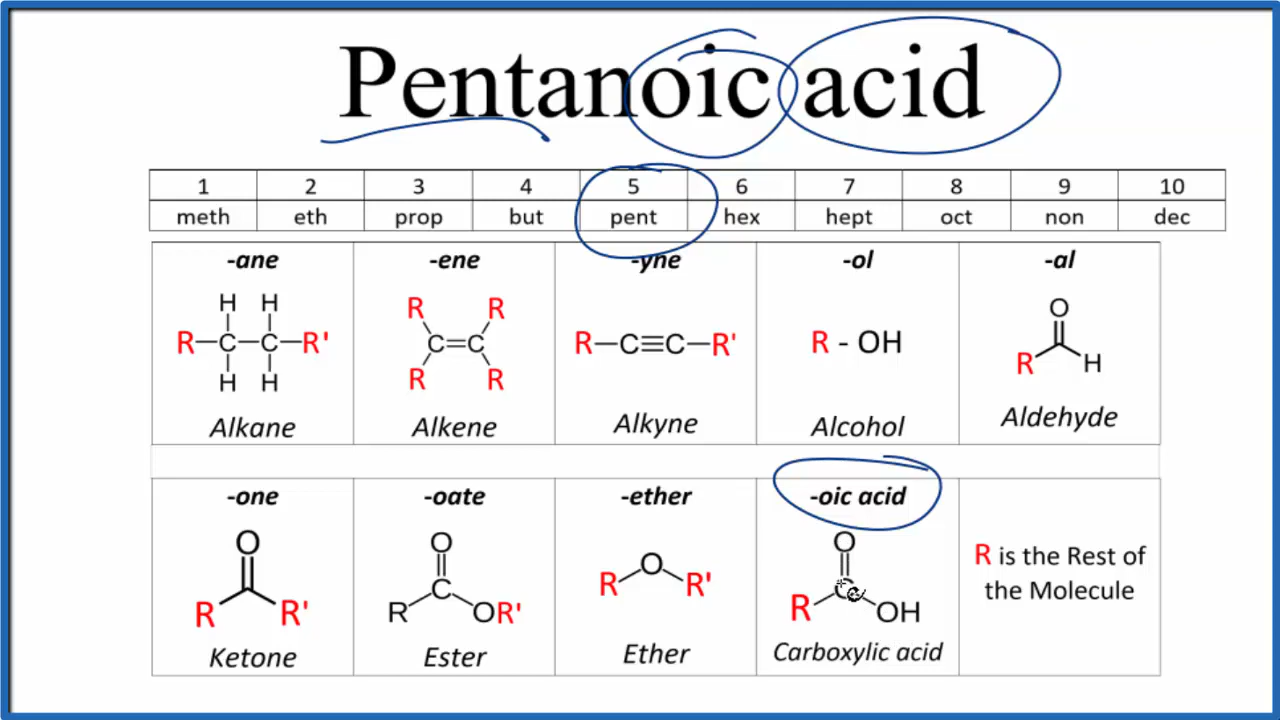 Pentanoic acid
1 2 3 4 5 6 7 8 9 10
meth eth prop but pent hex hept oct non dec
-ane -ene -yne -ol -al
H H
R C C R'
H H
R R
C C
R R
R C C R'
R - OH
O
R H
Alkane Alkene Alkyne Alcohol Aldehyde
-one -oate -ether -oic acid
O
R R'
O
C
R OR'
O
R R'
O
C
R OH
R is the Rest of
the Molecule
Ketone Ester Ether Carboxylic acid